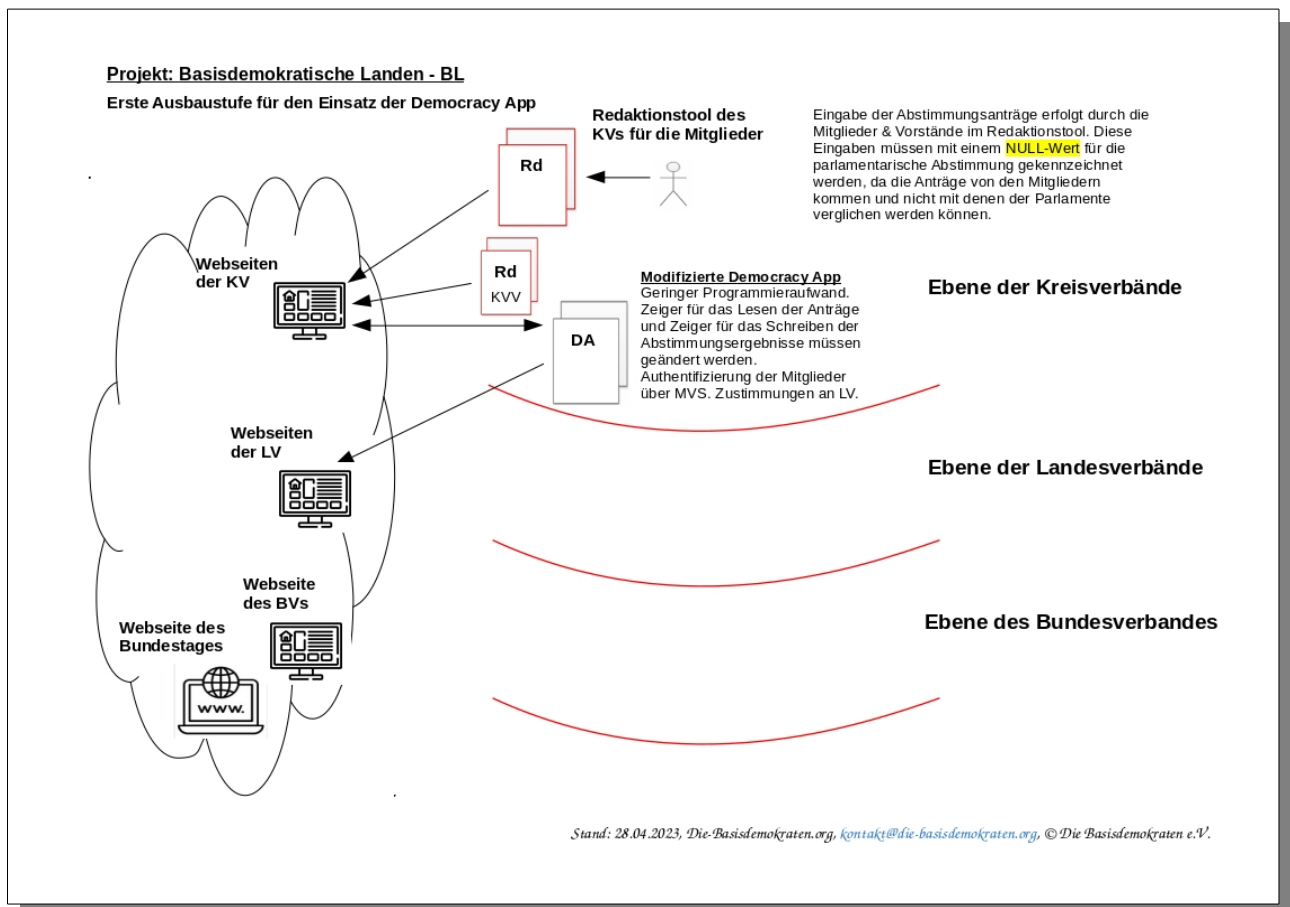 Projekt: Basisdemokratische Landen - BL
Erste Ausbaustufe für den Einsatz der Democracy App
Redaktionstool des
KVs für die Mitglieder
Eingabe der Abstimmungsanträge erfolgt durch die
Mitglieder & Vorstände im Redaktionstool. Diese
Eingaben müssen mit einem NULL-Wert für die
parlamentarische Abstimmung gekennzeichnet
werden, da die Anträge von den Mitgliedern
kommen und nicht mit denen der Parlamente
verglichen werden können.
Rd
Webseiten
der KV
Rd
KVV
Modifizierte Democracy App
Geringer Programmieraufwand.
Zeiger für das Lesen der Anträge
und Zeiger für das Schreiben der
Abstimmungsergebnisse müssen
geändert werden.
Authentifizierung der Mitglieder
über MVS. Zustimmungen an LV.
Ebene der Kreisverbände
DA
Webseiten
der LV
Ebene der Landesverbände
Webseite
des BVs
Ebene des Bundesverbandes
Webseite des
Bundestages
www.
Stand: 28.04.2023, Die-Basisdemokraten.org, kontakt@die-basisdemokraten.org, © Die Basisdemokraten e.V.